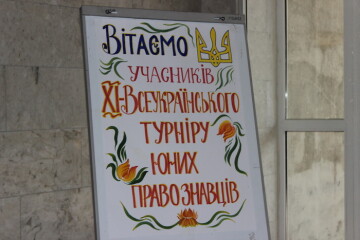 ВІТАЄМО
УЧАСНИКІВ
XI-ВСЕУКРАЇНСЬКОГО
ТУРНІРУ
ЮНИХ
ПРАВОЗНАВЦІВ